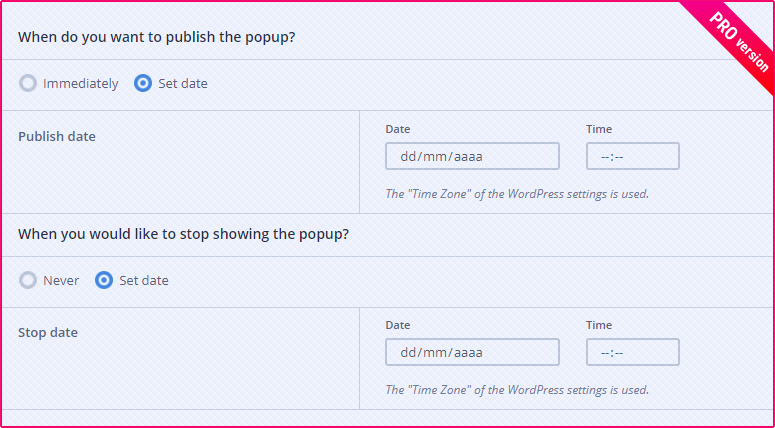 When do you want to publish the popup?
PRO version
Immediately Set date
Publish date
Date Time
dd/mm/aaaa --:--
The "Time Zone" of the WordPress settings is used.
When you would like to stop showing the popup?
Never Set date
Stop date
Date Time
dd/mm/aaaa --:--
The "Time Zone" of the WordPress settings is used.